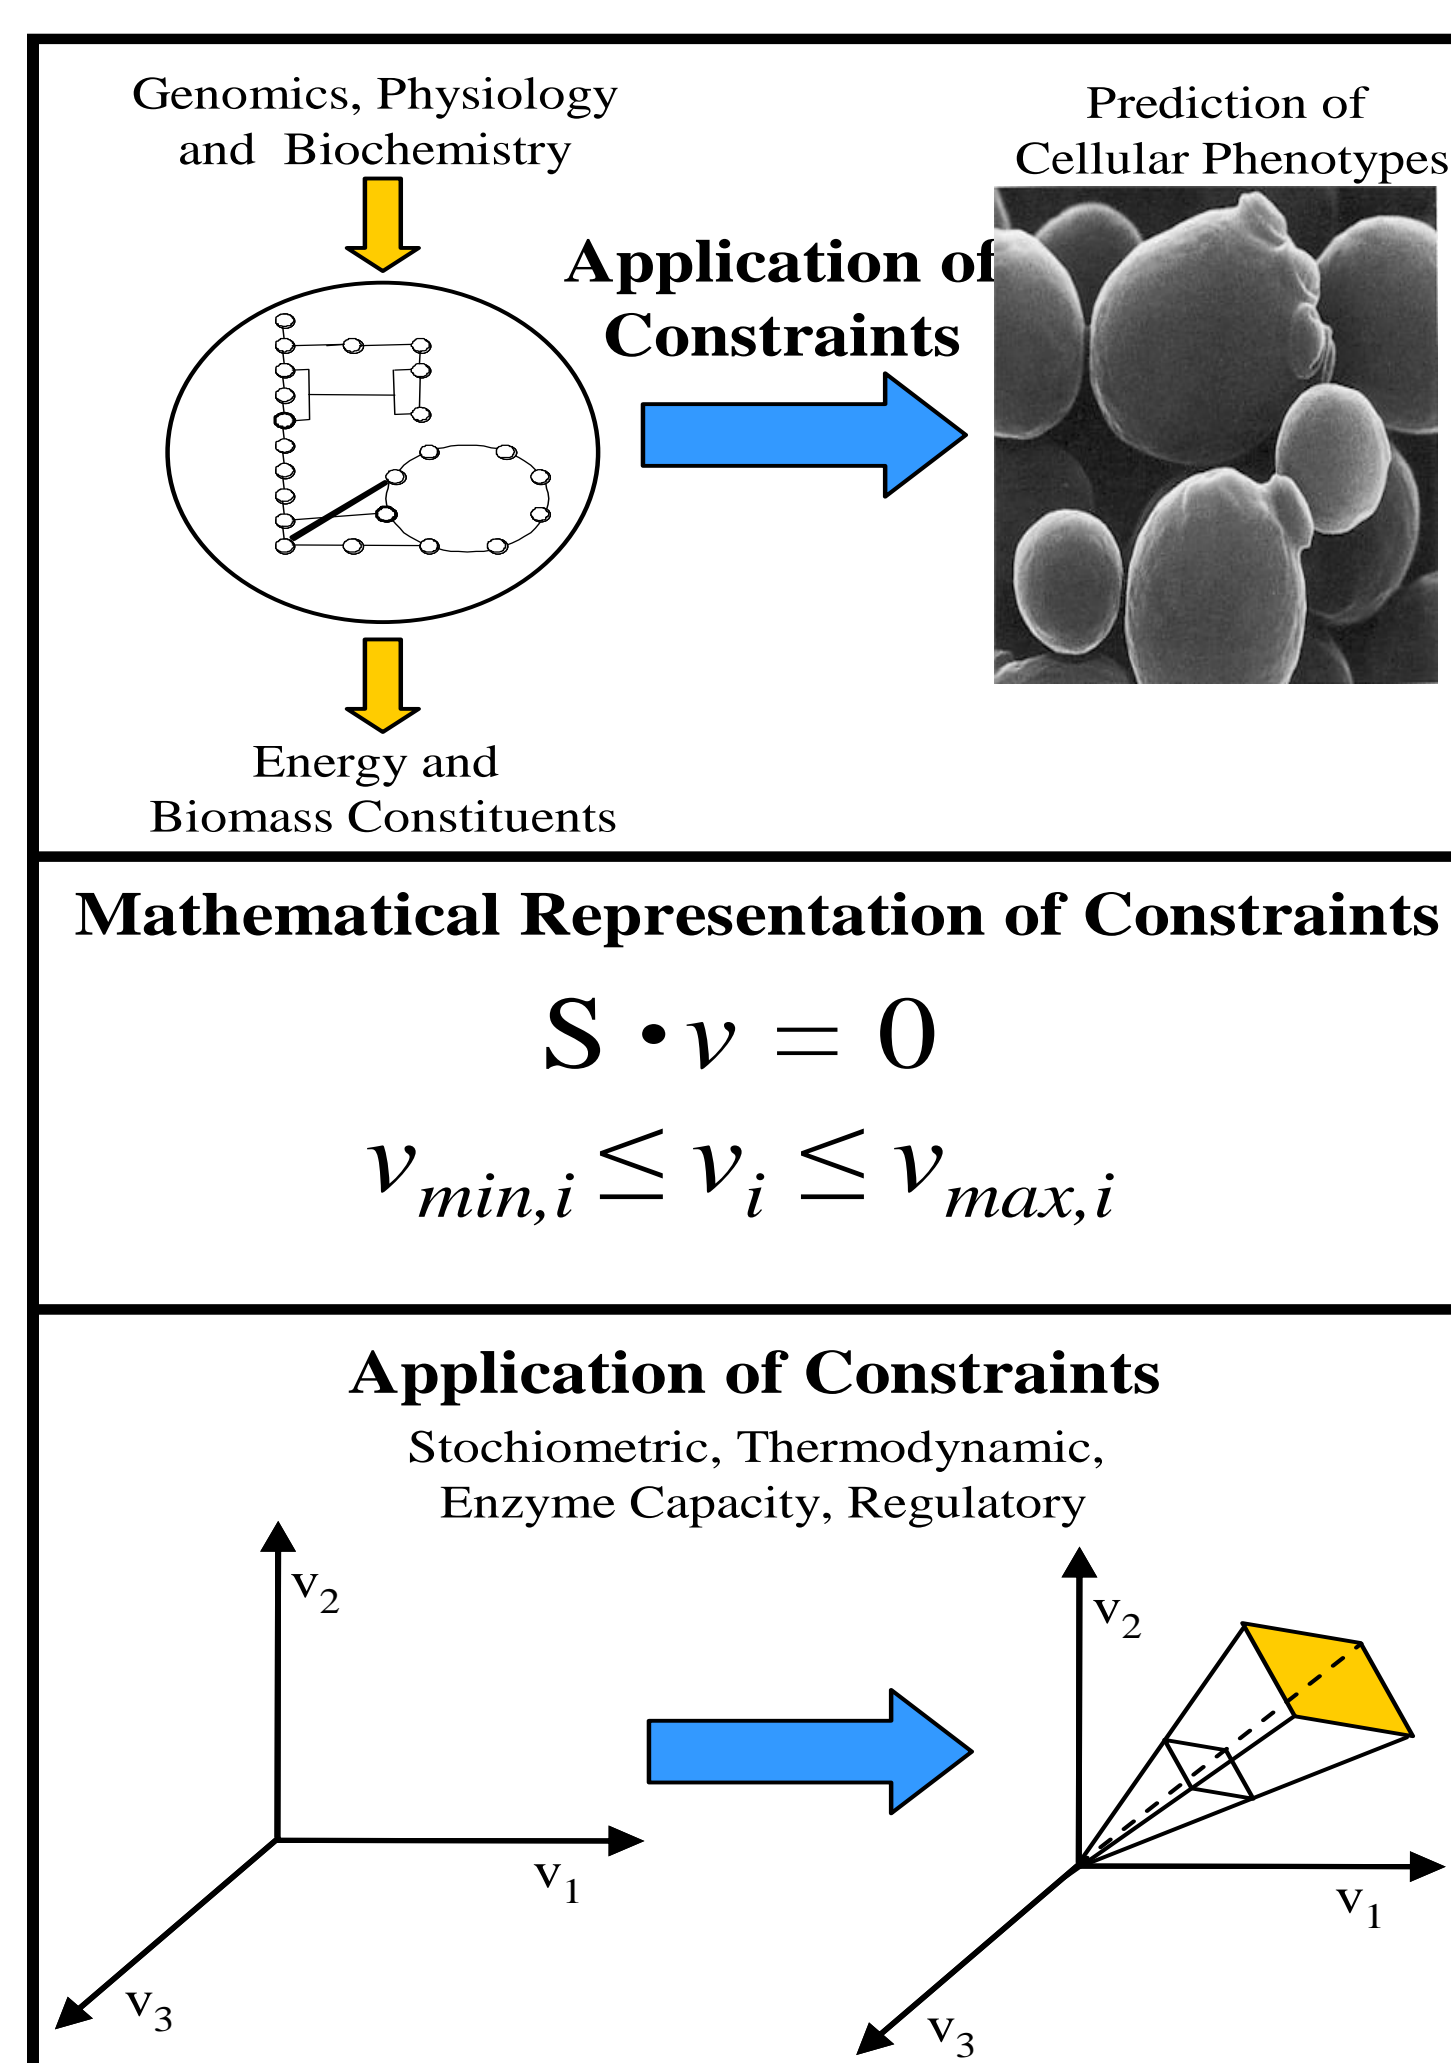 Genomics, Physiology
and Biochemistry
Prediction of
Cellular Phenotypes
Application of
Constraints
Energy and
Biomass Constituents
Mathematical Representation of Constraints
S • v = 0
v_min,i ≤ v_i ≤ v_max,i
Application of Constraints
Stochiometric, Thermodynamic,
Enzyme Capacity, Regulatory
v2
v1
v3
v2
v1
v3